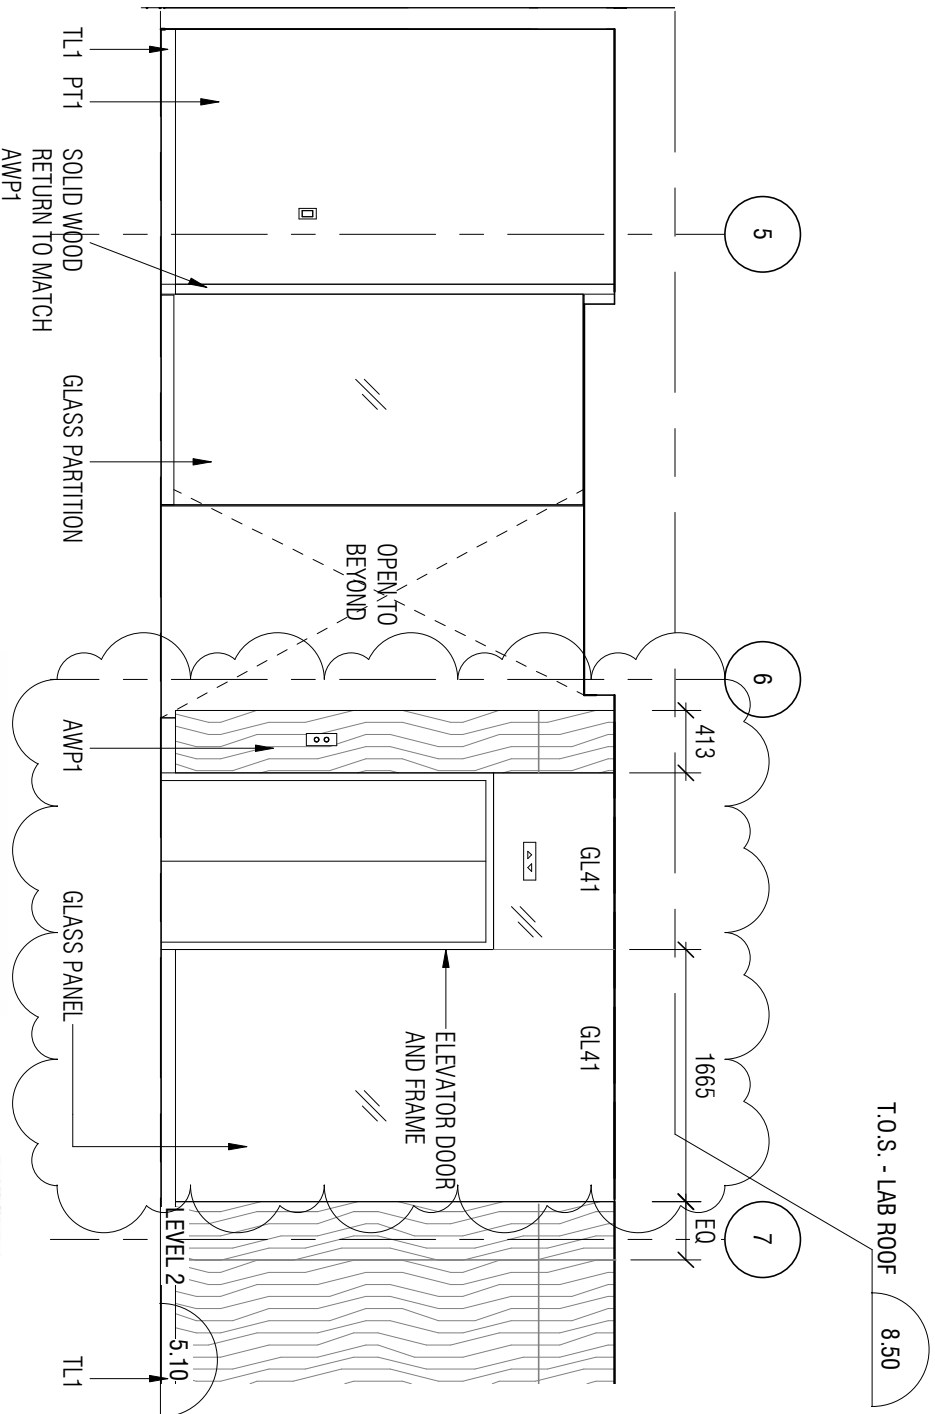 T.O.S. - LAB ROOF
8.50
5
6
7
413
1665
EQ
GL41
GL41
OPEN TO
BEYOND
ELEVATOR DOOR
AND FRAME
LEVEL 2
5.10
TL1
PT1
SOLID WOOD
RETURN TO MATCH
AWP1
GLASS PARTITION
AWP1
GLASS PANEL
TL1